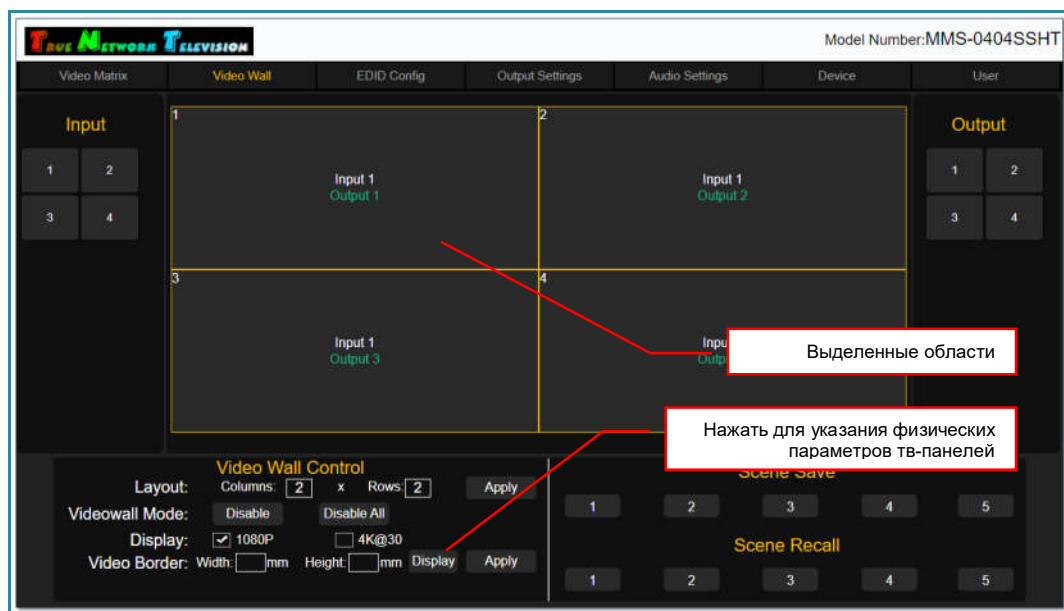 True Network Television
Model Number:MMS-0404SSHT
Video Matrix Video Wall EDID Config Output Settings Audio Settings Device User
Input
1 2
3 4
1
Input 1
Output 1
2
Input 1
Output 2
3
Input 1
Output 3
4
Output
1 2
3 4
Выделенные области
Нажать для указания физических
параметров тв-панелей
Video Wall Control
Layout: Columns: 2 x Rows: 2 Apply
Videowall Mode: Disable Disable All
Display: 1080P 4K@30
Video Border: Width: mm Height: mm Display Apply
Scene Save
1 2 3 4 5
Scene Recall
1 2 3 4 5